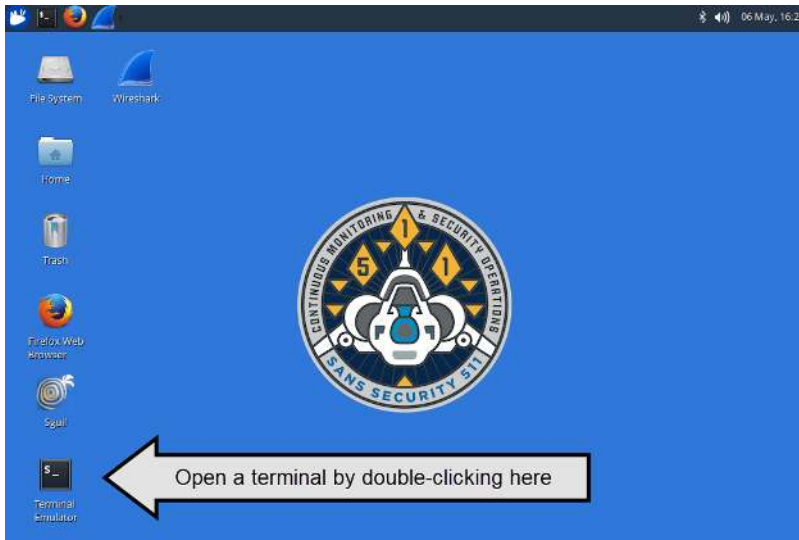 06 May, 16:2
File System
Wireshark
Home
Trash
CONTINUOUS MONITORING & SECURITY OPERATIONS
5 1 1
SANS SECURITY 511
Firefox Web
Browser
Sguil
$_
Open a terminal by double-clicking here
Terminal
Emulator